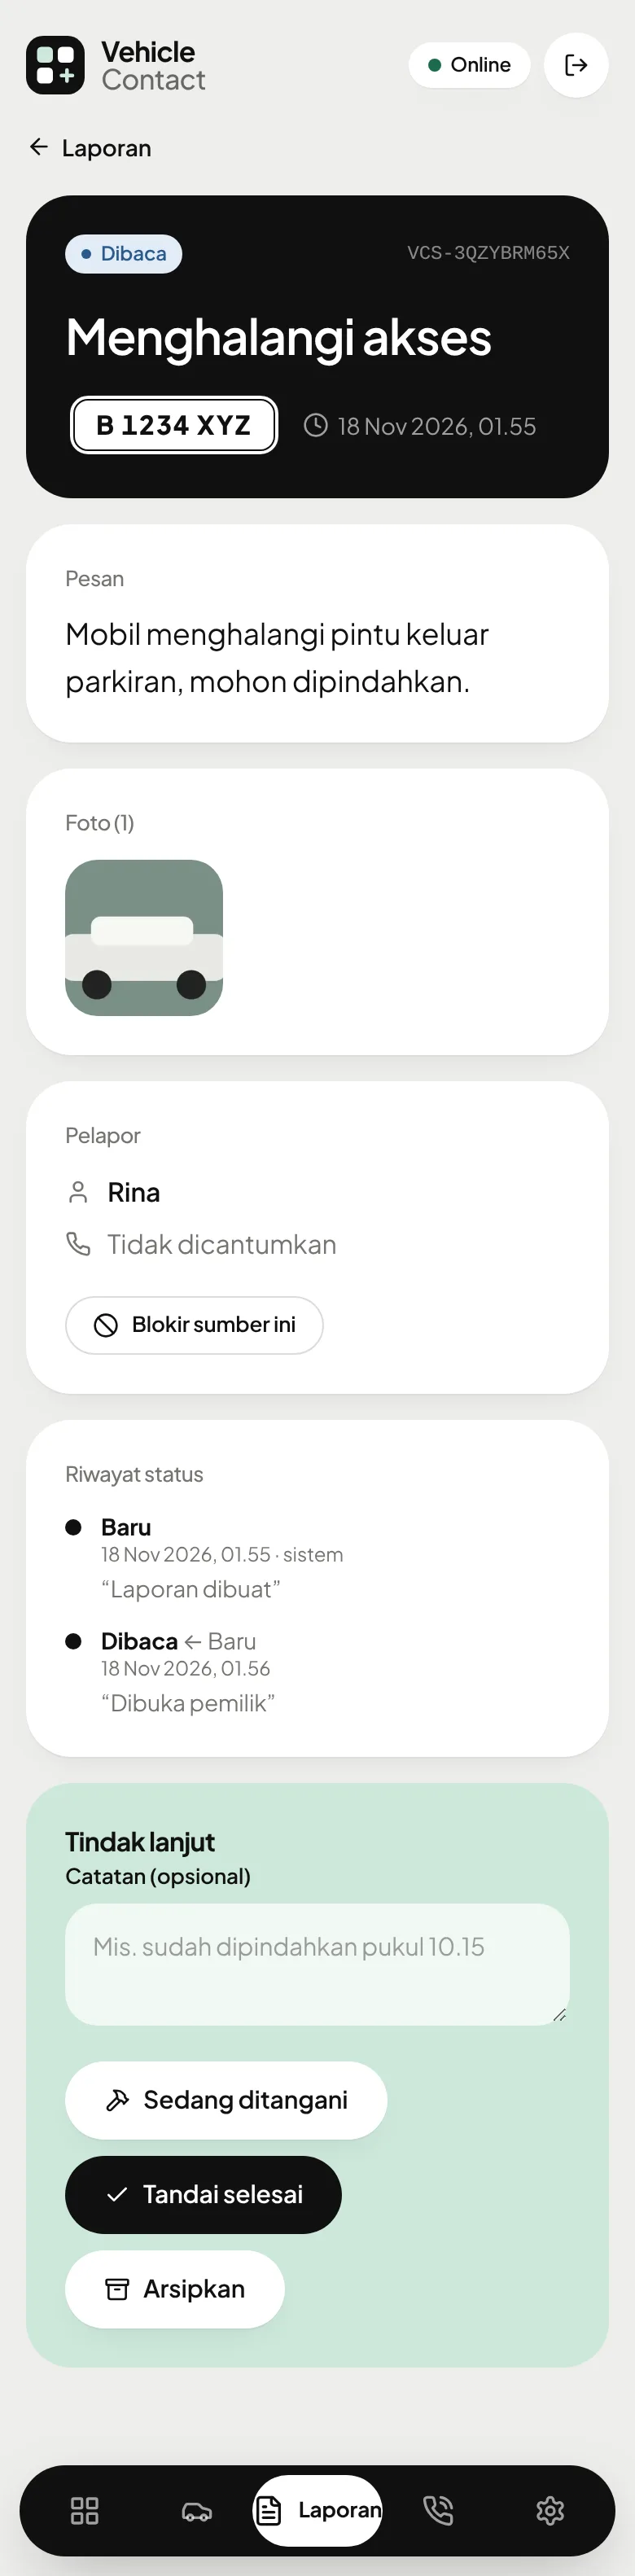 Vehicle
Contact
Online
Laporan
Dibaca
VCS-3QZYBRM65X
Menghalangi akses
B 1234 XYZ
18 Nov 2026, 01.55
Pesan
Mobil menghalangi pintu keluar
parkiran, mohon dipindahkan.
Foto (1)
Pelapor
Rina
Tidak dicantumkan
Blokir sumber ini
Riwayat status
Baru
18 Nov 2026, 01.55 · sistem
“Laporan dibuat”
Dibaca ← Baru
18 Nov 2026, 01.56
“Dibuka pemilik”
Tindak lanjut
Catatan (opsional)
Mis. sudah dipindahkan pukul 10.15
Sedang ditangani
Tandai selesai
Arsipkan
Laporan